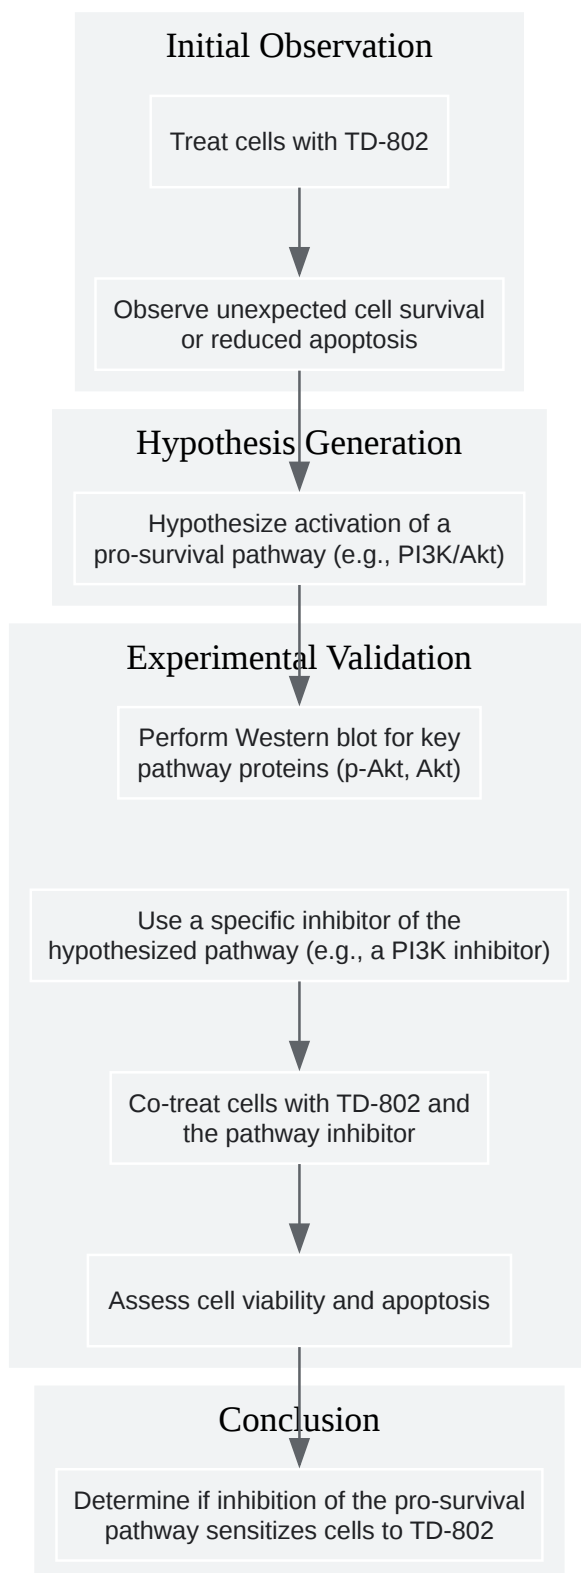 Initial Observation
Treat cells with TD-802
Observe unexpected cell survival
or reduced apoptosis
Hypothesis Generation
Hypothesize activation of a
pro-survival pathway (e.g., PI3K/Akt)
Experimental Validation
Perform Western blot for key
pathway proteins (p-Akt, Akt)
Use a specific inhibitor of the
hypothesized pathway (e.g., a PI3K inhibitor)
Co-treat cells with TD-802 and
the pathway inhibitor
Assess cell viability and apoptosis
Conclusion
Determine if inhibition of the pro-survival
pathway sensitizes cells to TD-802